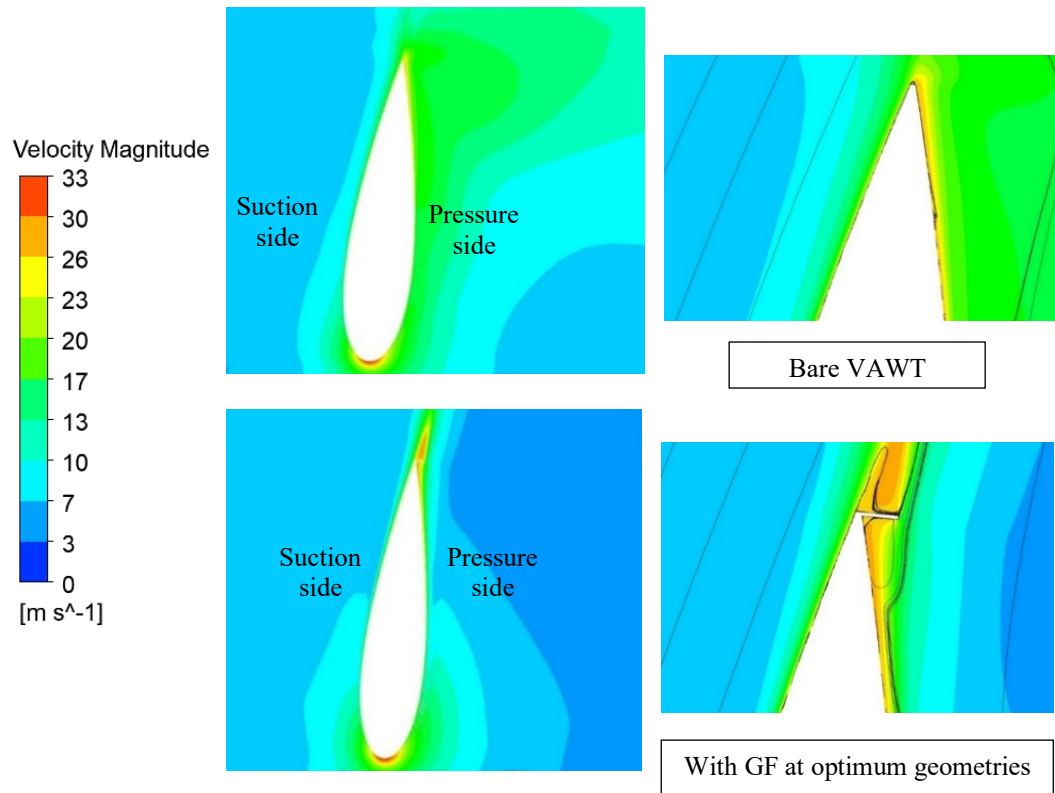 Velocity Magnitude
33
30
26
23
20
17
13
10
7
3
0
[m s^-1]
Suction
side
Pressure
side
Bare VAWT
Suction
side
Pressure
side
With GF at optimum geometries